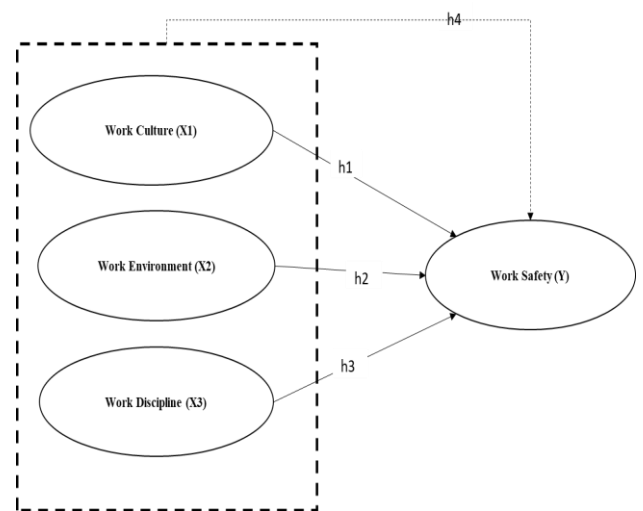 h4
Work Culture (X1)
h1
Work Environment (X2)
h2
Work Safety (Y)
h3
Work Discipline (X3)